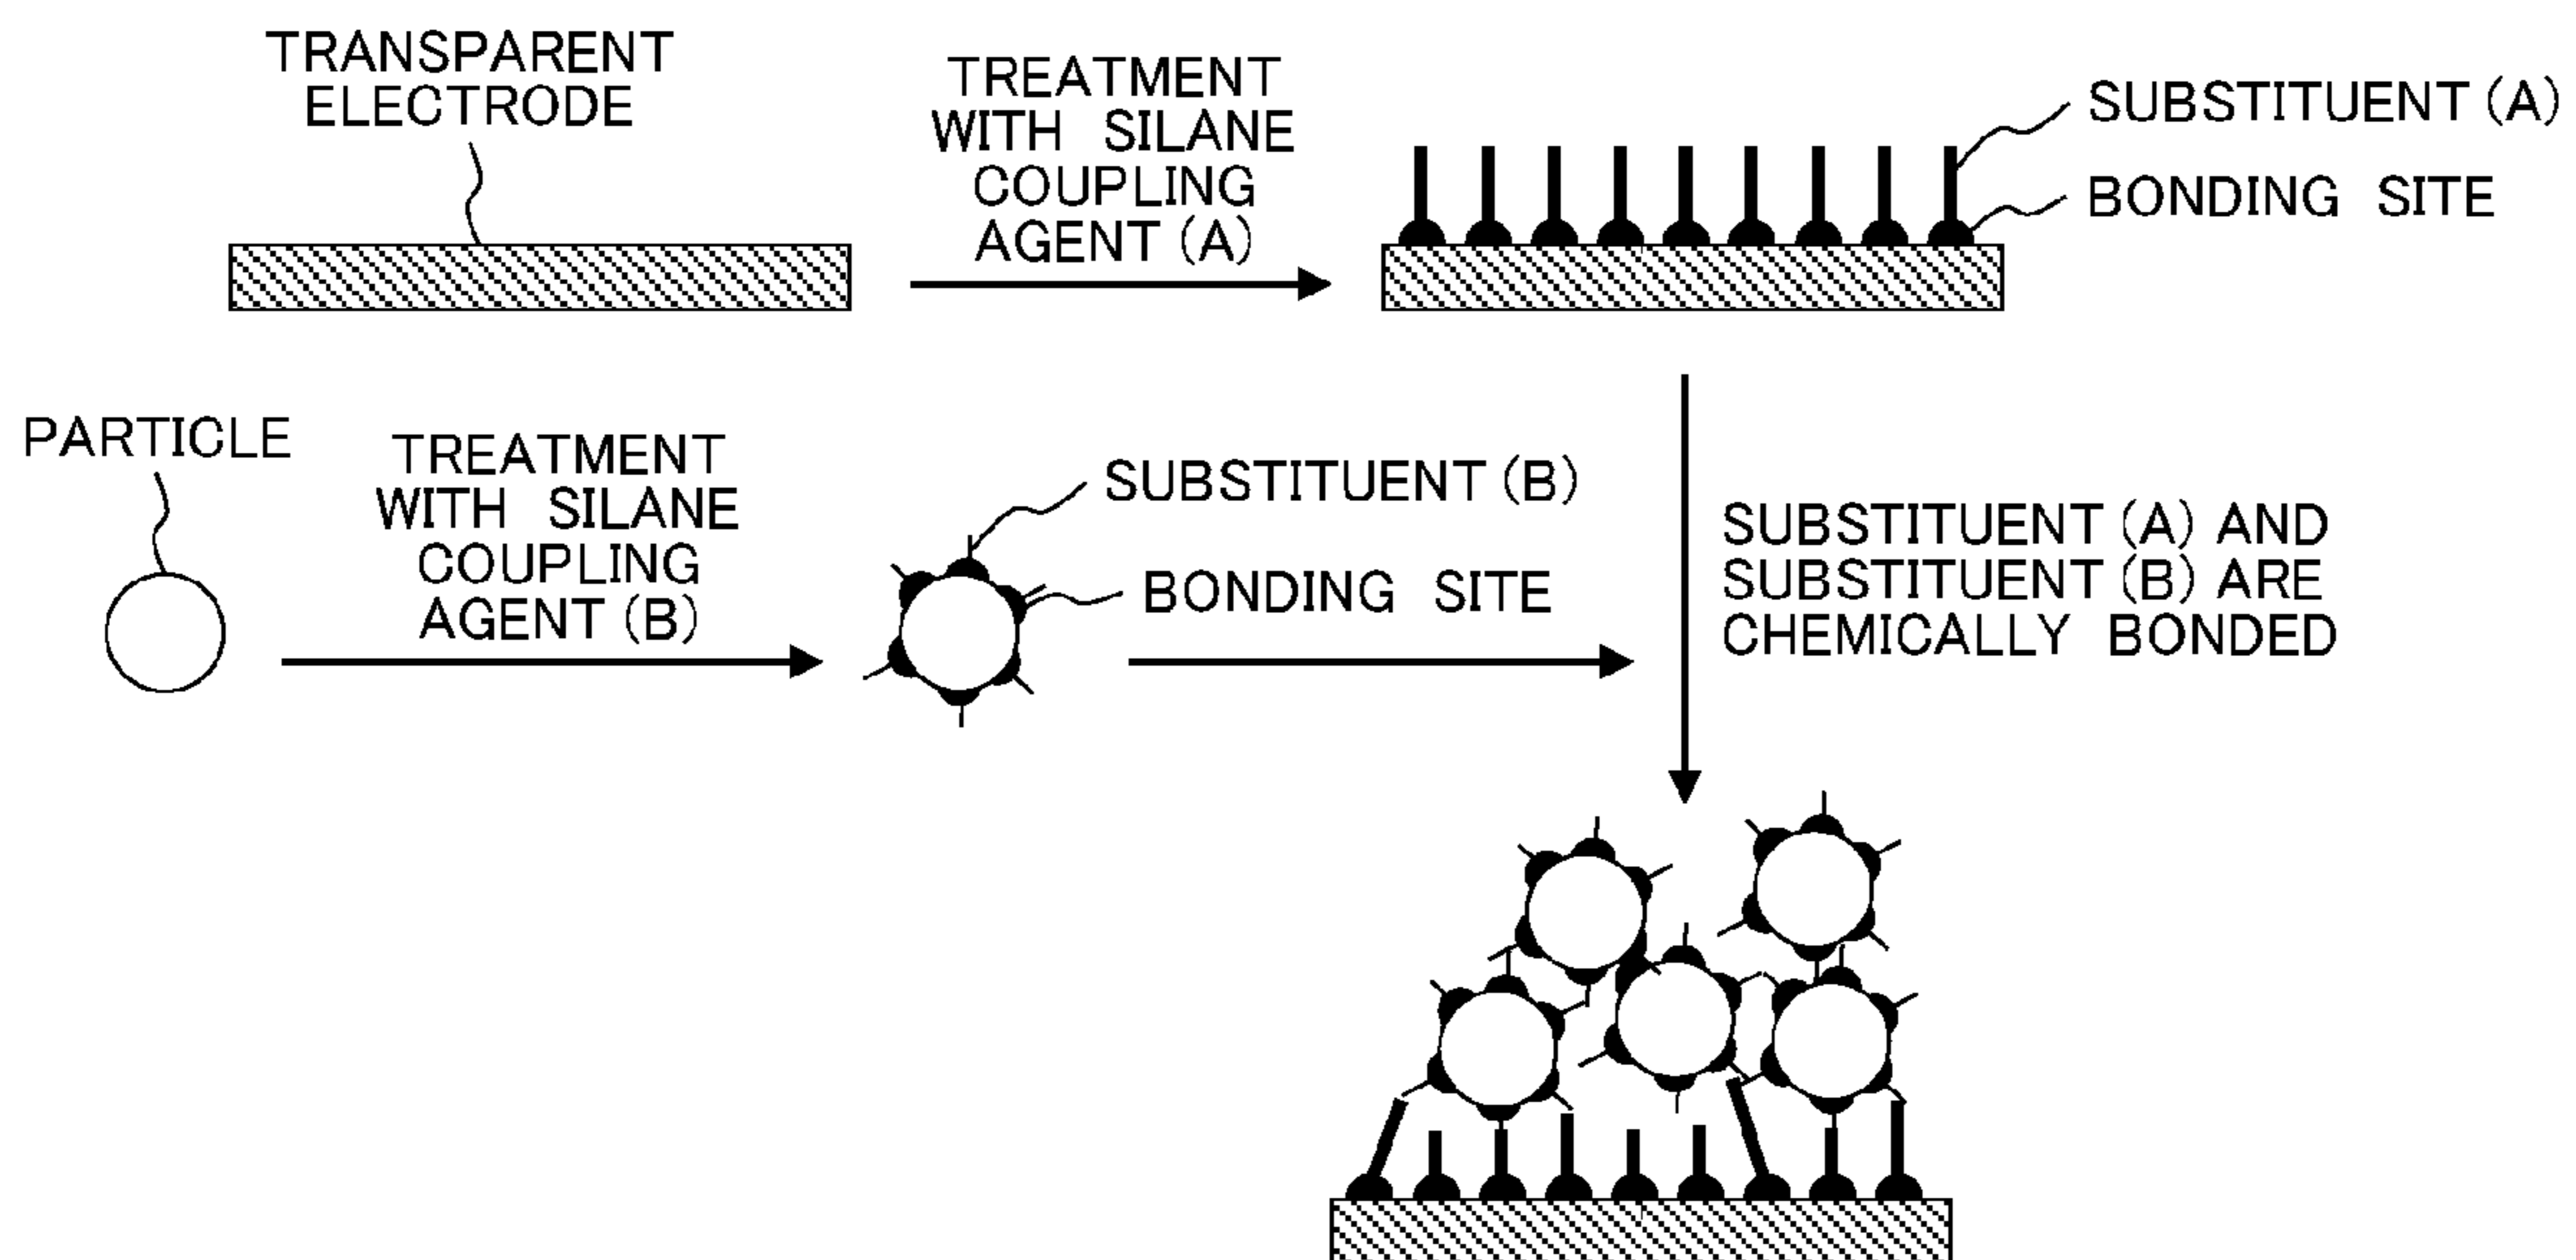 TRANSPARENT
ELECTRODE
TREATMENT
WITH SILANE
COUPLING
AGENT (A)
SUBSTITUENT (A)
BONDING SITE
PARTICLE
TREATMENT
WITH SILANE
COUPLING
AGENT (B)
SUBSTITUENT (B)
BONDING SITE
SUBSTITUENT (A) AND
SUBSTITUENT (B) ARE
CHEMICALLY BONDED